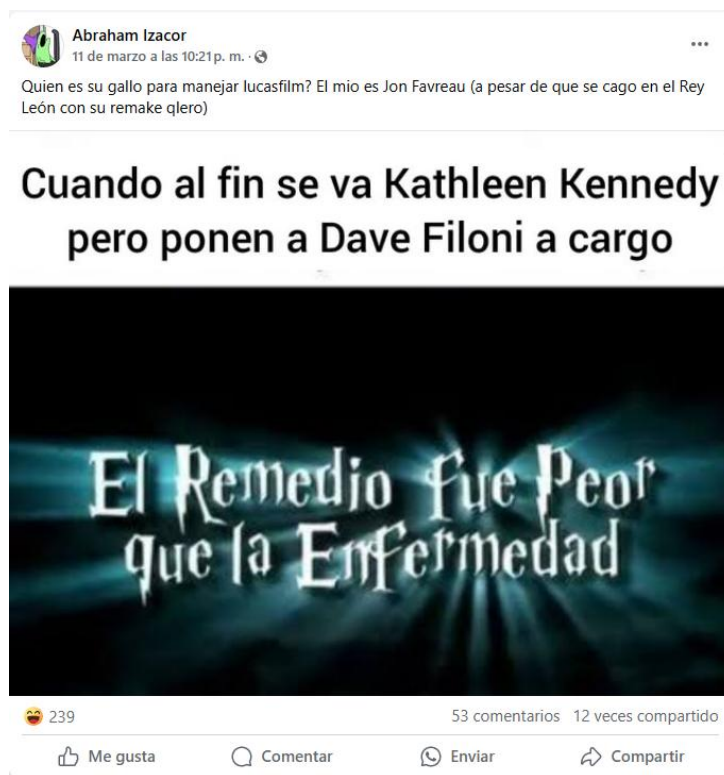 Abraham Izacor
11 de marzo a las 10:21 p. m. ·
Quien es su gallo para manejar lucasfilm? El mio es Jon Favreau (a pesar de que se cago en el Rey
León con su remake qlero)
Cuando al fin se va Kathleen Kennedy
pero ponen a Dave Filoni a cargo
El Remedio fue Peor
que la Enfermedad
239
53 comentarios 12 veces compartido
Me gusta Comentar Enviar Compartir